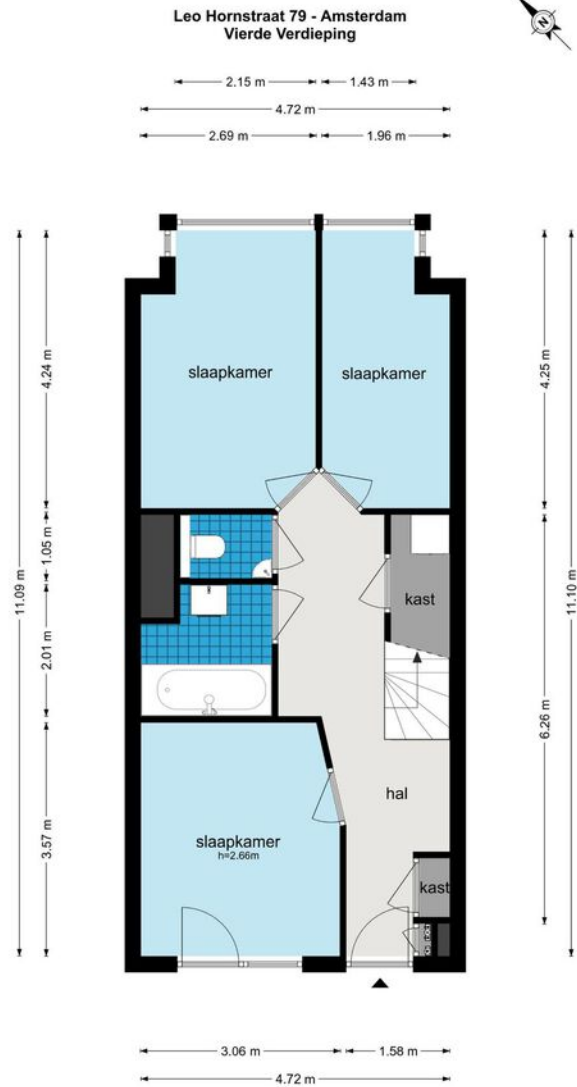 Leo Hornstraat 79 - Amsterdam
Vierde Verdieping
N
2.15 m
1.43 m
4.72 m
2.69 m
1.96 m
4.24 m
4.25 m
slaapkamer
slaapkamer
1.05 m
11.09 m
11.10 m
kast
2.01 m
6.26 m
hal
3.57 m
slaapkamer
h=2.66m
kast
3.06 m
1.58 m
4.72 m